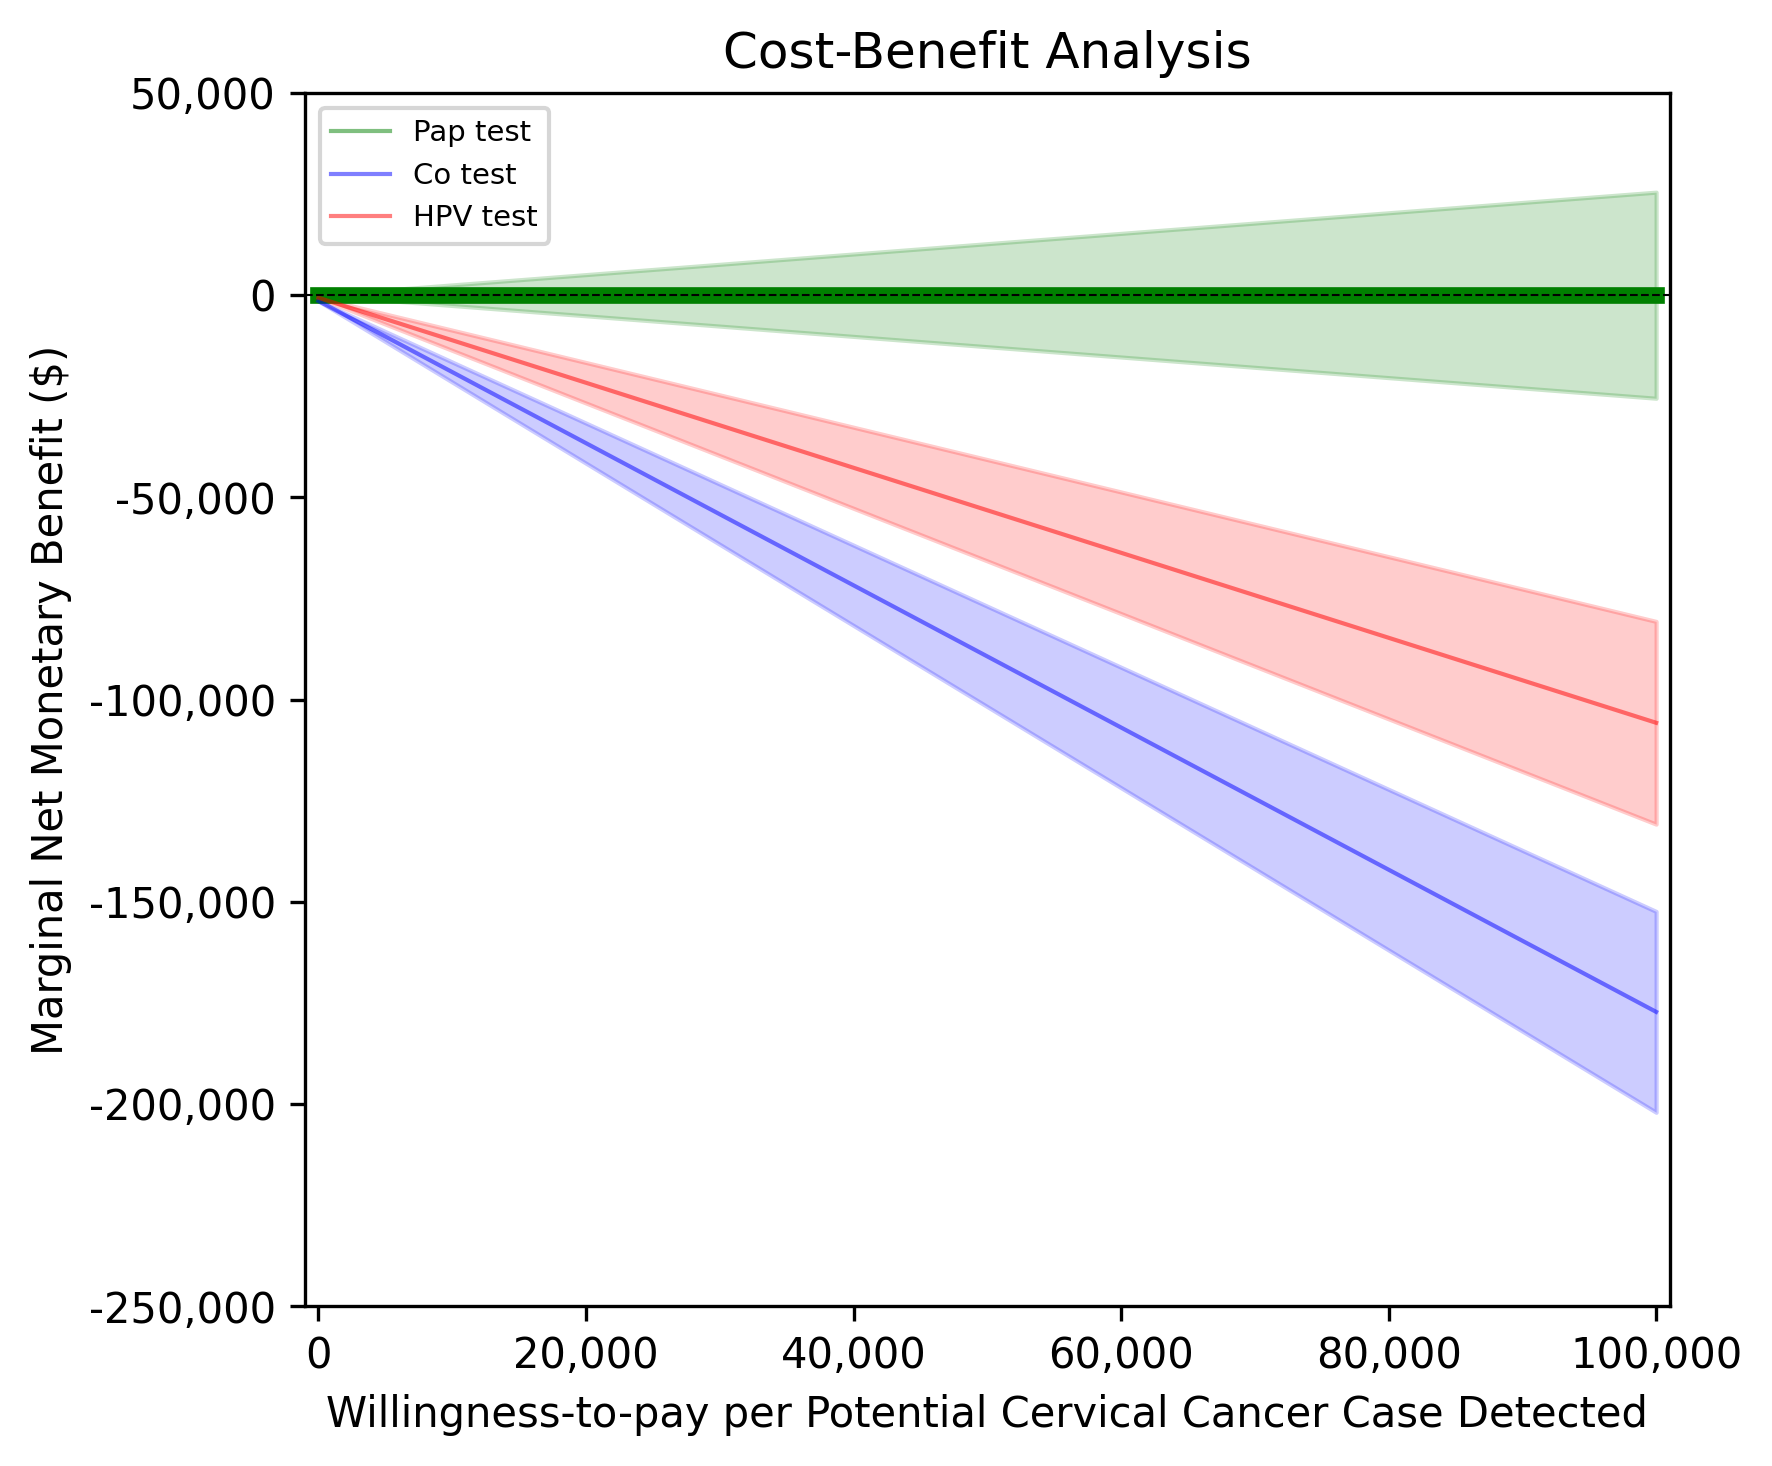 Cost-Benefit Analysis
Pap test
Co test
HPV test
50,000
0
-50,000
-100,000
-150,000
-200,000
-250,000
Marginal Net Monetary Benefit ($)
0 20,000 40,000 60,000 80,000 100,000
Willingness-to-pay per Potential Cervical Cancer Case Detected